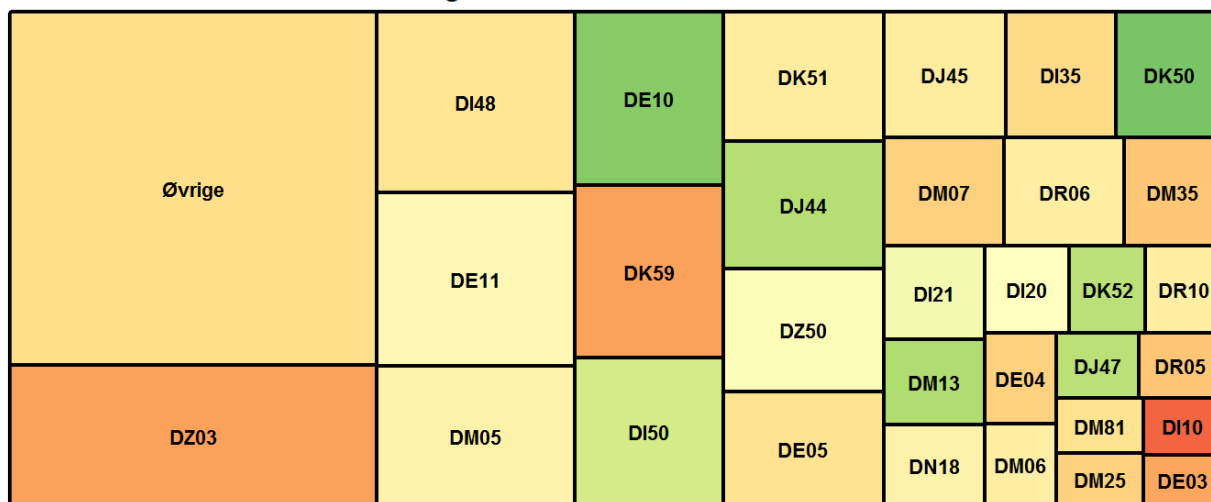 Øvrige
DZ03
DI48
DE11
DM05
DE10
DK59
DI50
DK51
DJ44
DZ50
DE05
DJ45
DI35
DK50
DM07
DR06
DM35
DI21
DI20
DK52
DR10
DM13
DE04
DJ47
DR05
DN18
DM06
DM81
DI10
DM25
DE03